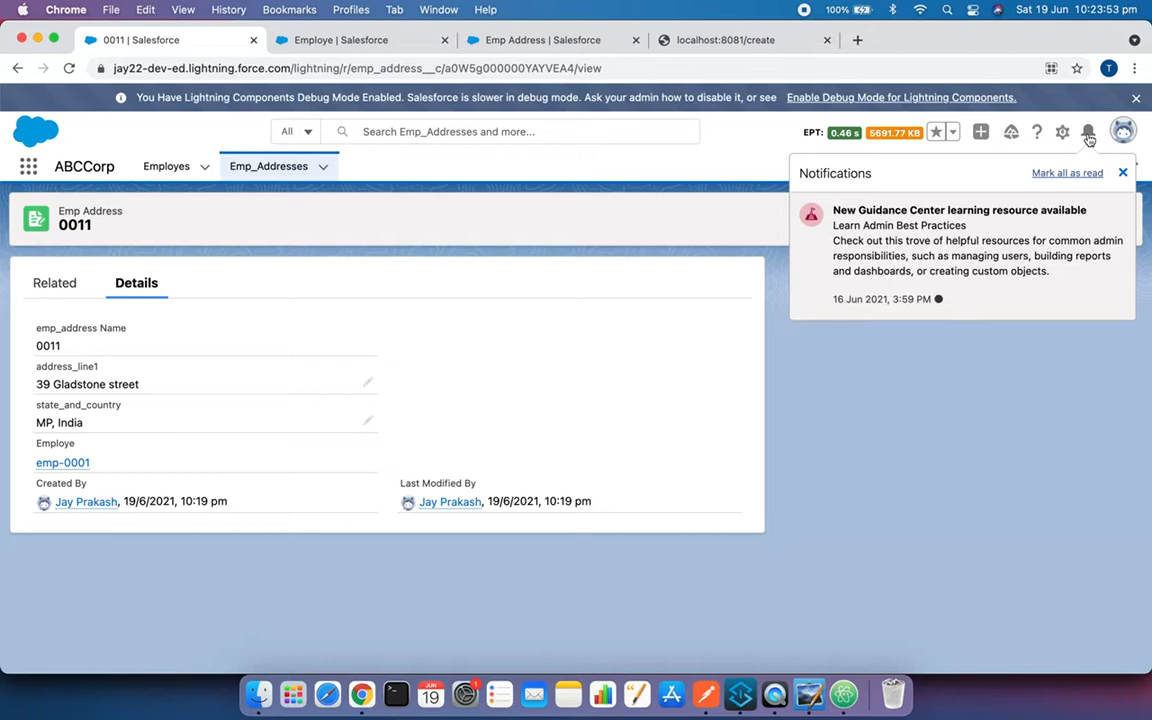 Chrome File Edit View History Bookmarks Profiles Tab Window Help 100% Sat 19 Jun 10:23:53 pm
0011 | Salesforce Employe | Salesforce Emp Address | Salesforce localhost:8081/create
jay22-dev-ed.lightning.force.com/lightning/r/emp_address__c/a0W5g000000YAYVEA4/view T
You Have Lightning Components Debug Mode Enabled. Salesforce is slower in debug mode. Ask your admin how to disable it, or see Enable Debug Mode for Lightning Components.
All Search Emp_Addresses and more... EPT: 0.46 s 5691.77 KB
ABCCorp Employes Emp_Addresses
Notifications Mark all as read
Emp Address
0011
New Guidance Center learning resource available
Learn Admin Best Practices
Check out this trove of helpful resources for common admin
responsibilities, such as managing users, building reports
and dashboards, or creating custom objects.
16 Jun 2021, 3:59 PM
Related Details
emp_address Name
0011
address_line1
39 Gladstone street
state_and_country
MP, India
Employe
emp-0001
Created By Last Modified By
Jay Prakash, 19/6/2021, 10:19 pm Jay Prakash, 19/6/2021, 10:19 pm
JUN
19
1